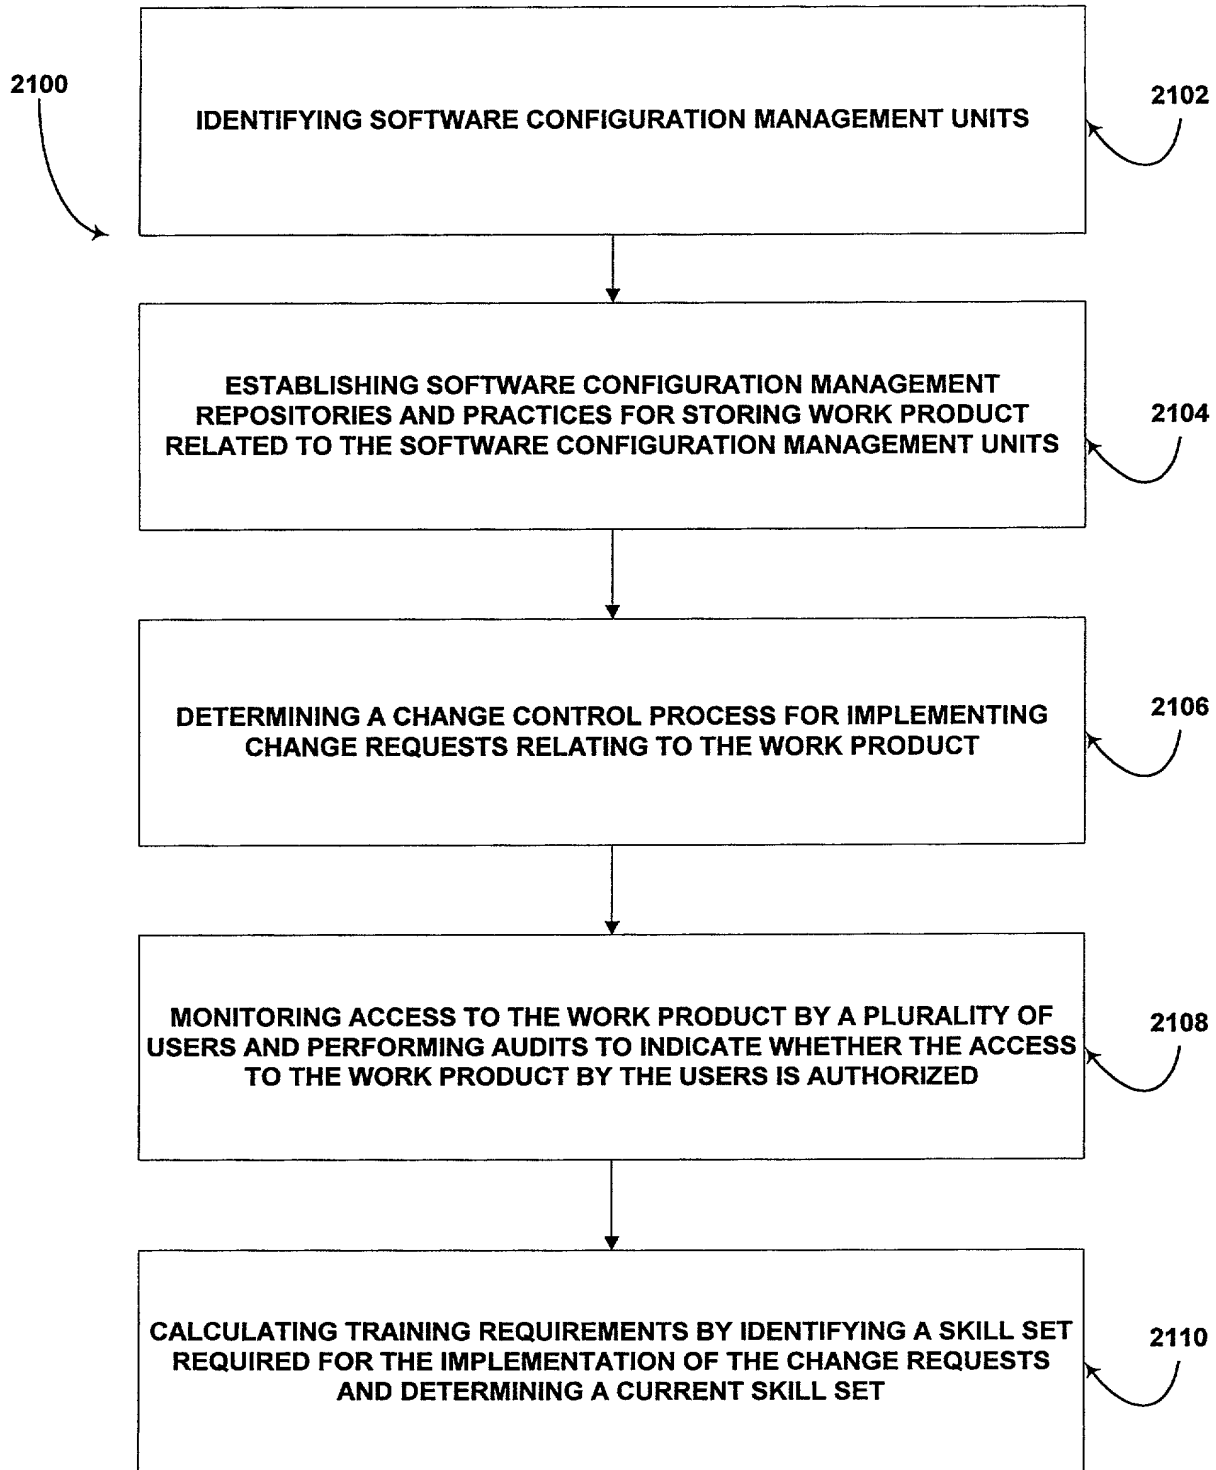 2100
IDENTIFYING SOFTWARE CONFIGURATION MANAGEMENT UNITS
2102
ESTABLISHING SOFTWARE CONFIGURATION MANAGEMENT
REPOSITORIES AND PRACTICES FOR STORING WORK PRODUCT
RELATED TO THE SOFTWARE CONFIGURATION MANAGEMENT UNITS
2104
DETERMINING A CHANGE CONTROL PROCESS FOR IMPLEMENTING
CHANGE REQUESTS RELATING TO THE WORK PRODUCT
2106
MONITORING ACCESS TO THE WORK PRODUCT BY A PLURALITY OF
USERS AND PERFORMING AUDITS TO INDICATE WHETHER THE ACCESS
TO THE WORK PRODUCT BY THE USERS IS AUTHORIZED
2108
CALCULATING TRAINING REQUIREMENTS BY IDENTIFYING A SKILL SET
REQUIRED FOR THE IMPLEMENTATION OF THE CHANGE REQUESTS
AND DETERMINING A CURRENT SKILL SET
2110